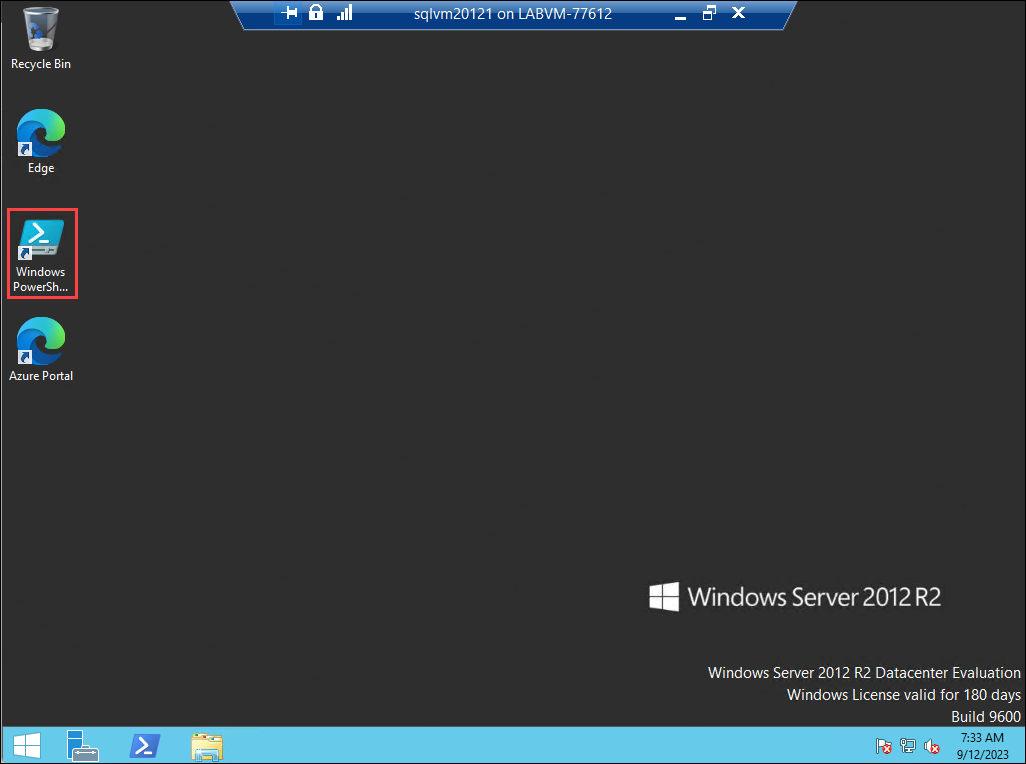 sqlvm20121 on LABVM-77612
Recycle Bin
Edge
Windows
PowerSh...
Azure Portal
Windows Server 2012 R2
Windows Server 2012 R2 Datacenter Evaluation
Windows License valid for 180 days
Build 9600
7:33 AM
9/12/2023